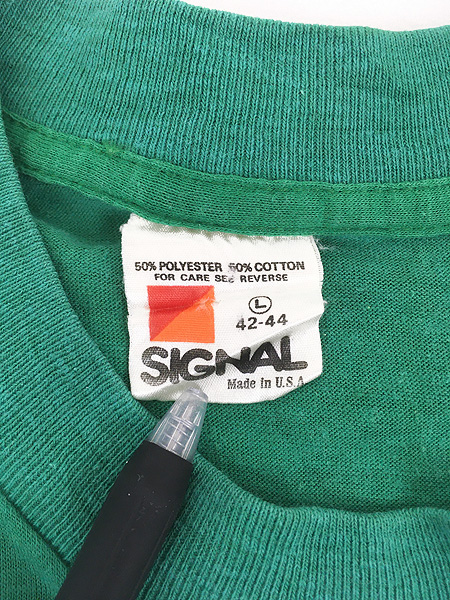 50% POLYESTER 50% COTTON
FOR CARE SEE REVERSE
L
42-44
SIGNAL
Made in U.S.A